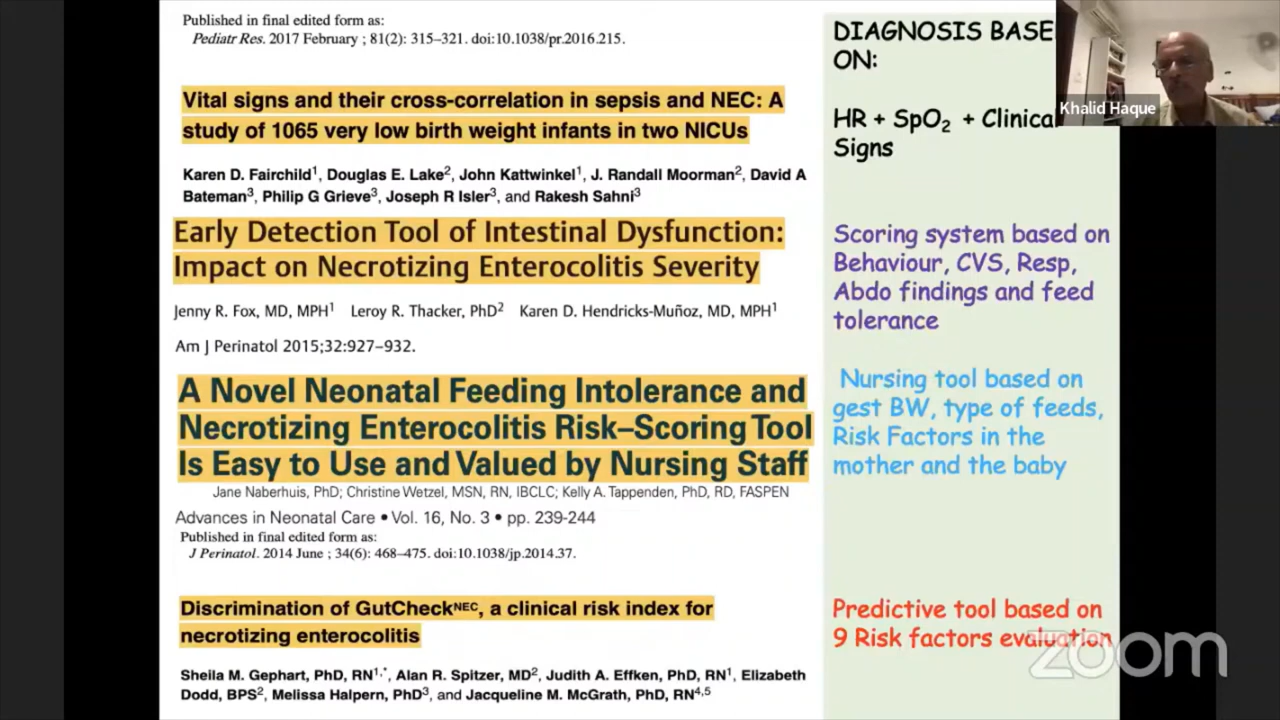 Published in final edited form as:
Pediatr Res. 2017 February ; 81(2): 315–321. doi:10.1038/pr.2016.215.
Vital signs and their cross-correlation in sepsis and NEC: A
study of 1065 very low birth weight infants in two NICUs
Karen D. Fairchild1, Douglas E. Lake2, John Kattwinkel1, J. Randall Moorman2, David A
Bateman3, Philip G Grieve3, Joseph R Isler3, and Rakesh Sahni3
Early Detection Tool of Intestinal Dysfunction:
Impact on Necrotizing Enterocolitis Severity
Jenny R. Fox, MD, MPH1 Leroy R. Thacker, PhD2 Karen D. Hendricks-Muñoz, MD, MPH1
Am J Perinatol 2015;32:927–932.
A Novel Neonatal Feeding Intolerance and
Necrotizing Enterocolitis Risk–Scoring Tool
Is Easy to Use and Valued by Nursing Staff
Jane Naberhuis, PhD; Christine Wetzel, MSN, RN, IBCLC; Kelly A. Tappenden, PhD, RD, FASPEN
Advances in Neonatal Care • Vol. 16, No. 3 • pp. 239-244
Published in final edited form as:
J Perinatol. 2014 June ; 34(6): 468–475. doi:10.1038/jp.2014.37.
Discrimination of GutCheckNEC, a clinical risk index for
necrotizing enterocolitis
Sheila M. Gephart, PhD, RN1,*, Alan R. Spitzer, MD2, Judith A. Effken, PhD, RN1, Elizabeth
Dodd, BPS2, Melissa Halpern, PhD3, and Jacqueline M. McGrath, PhD, RN4,5
DIAGNOSIS BASE
ON:
HR + SpO2 + Clinica
Signs
Scoring system based on
Behaviour, CVS, Resp,
Abdo findings and feed
tolerance
Nursing tool based on
gest BW, type of feeds,
Risk Factors in the
mother and the baby
Predictive tool based on
9 Risk factors evaluation
Khalid Haque
zoom